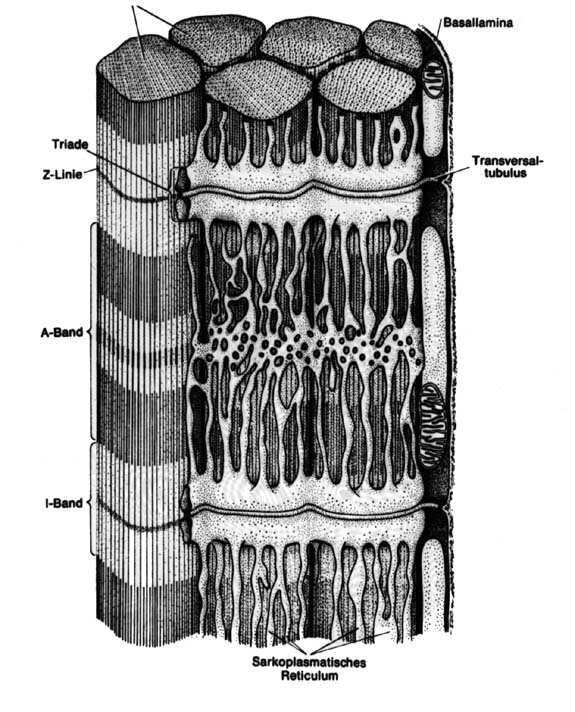 Basallamina
Triade
Z-Linie
Transversal-
tubulus
A-Band
I-Band
Sarkoplasmatisches
Reticulum